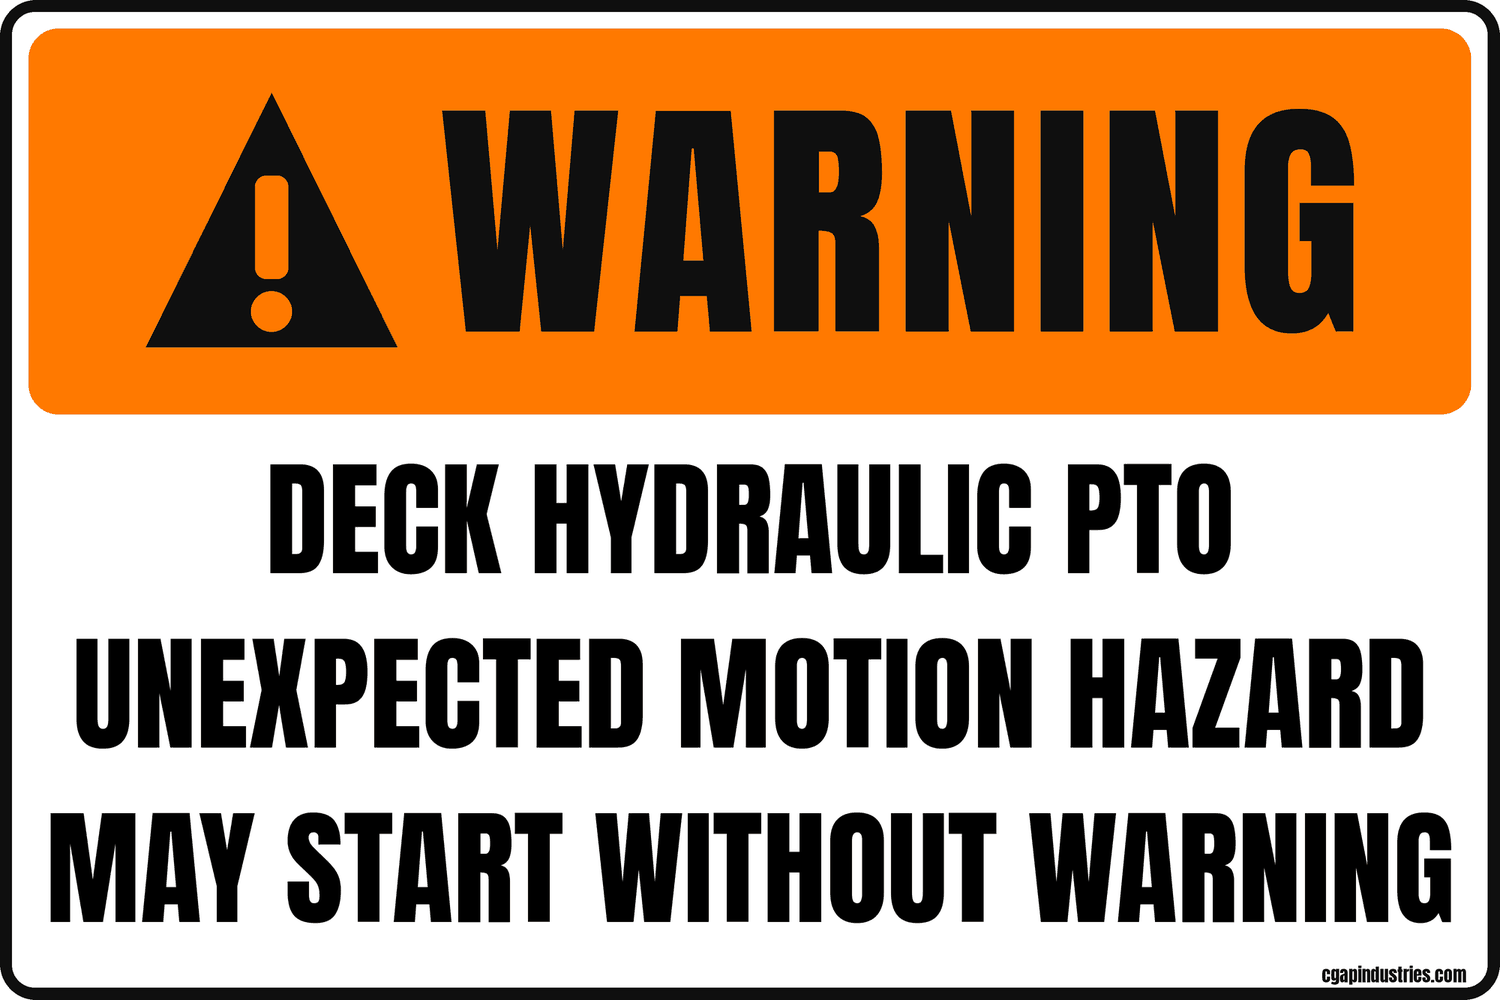 WARNING
DECK HYDRAULIC PTO
UNEXPECTED MOTION HAZARD
MAY START WITHOUT WARNING
cgapindustries.com